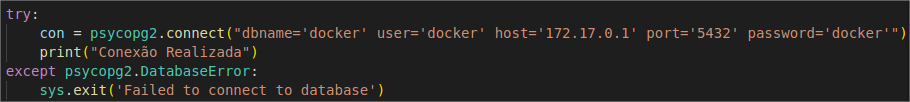 try:
    con = psycopg2.connect("dbname='docker' user='docker' host='172.17.0.1' port='5432' password='docker'")
    print("Conexão Realizada")
except psycopg2.DatabaseError:
    sys.exit('Failed to connect to database')